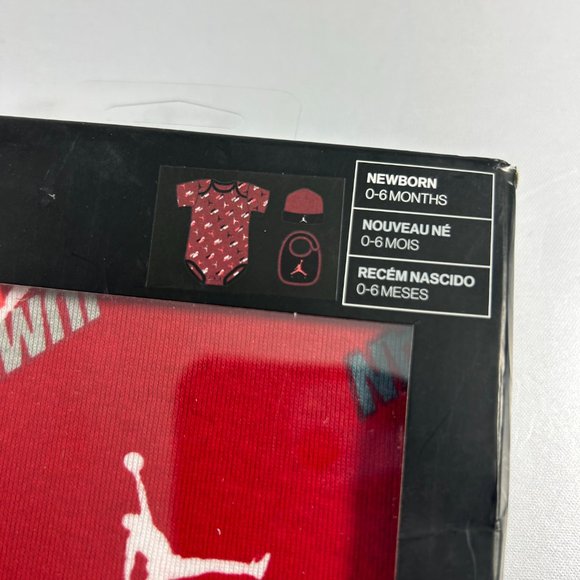 NEWBORN
0-6 MONTHS
NOUVEAU NÉ
0-6 MOIS
RECÉM NASCIDO
0-6 MESES